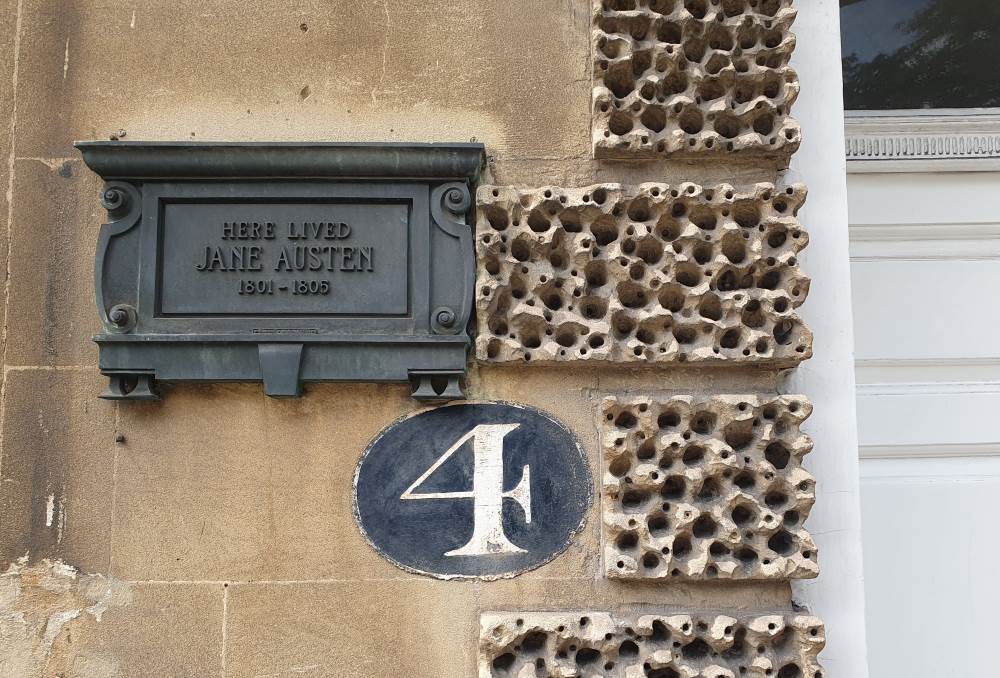 HERE LIVED
JANE AUSTEN
1801 - 1805
4